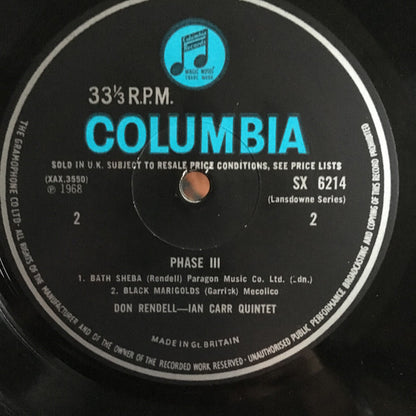 Columbia Records
MAGIC NOTES
TRADE MARK
33⅓ R.P.M.
COLUMBIA
SOLD IN U.K. SUBJECT TO RESALE PRICE CONDITIONS, SEE PRICE LISTS
(XAX.3550)
℗ 1968
SX 6214
(Lansdowne Series)
2
2
PHASE III
1. BATH SHEBA (Rendell) Paragon Music Co. Ltd. (Ldn.)
2. BLACK MARIGOLDS (Garrick) Mecolico
DON RENDELL—IAN CARR QUINTET
MADE IN GT. BRITAIN
THE GRAMOPHONE CO. LTD. ALL RIGHTS OF THE MANUFACTURER AND OF THE OWNER OF THE RECORDED WORK RESERVED · UNAUTHORISED PUBLIC PERFORMANCE BROADCASTING AND COPYING OF THIS RECORD PROHIBITED